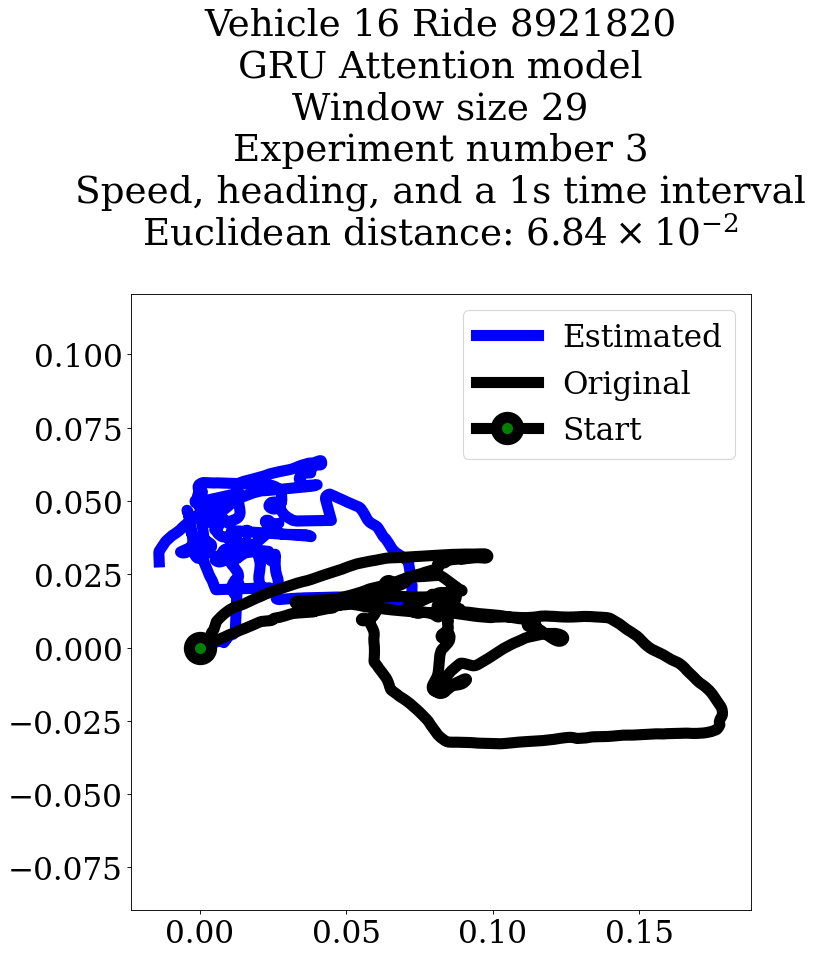 Vehicle 16 Ride 8921820
GRU Attention model
Window size 29
Experiment number 3
Speed, heading, and a 1s time interval
Euclidean distance: 6.84 × 10⁻²
Estimated
Original
Start
0.100
0.075
0.050
0.025
0.000
−0.025
−0.050
−0.075
0.00 0.05 0.10 0.15